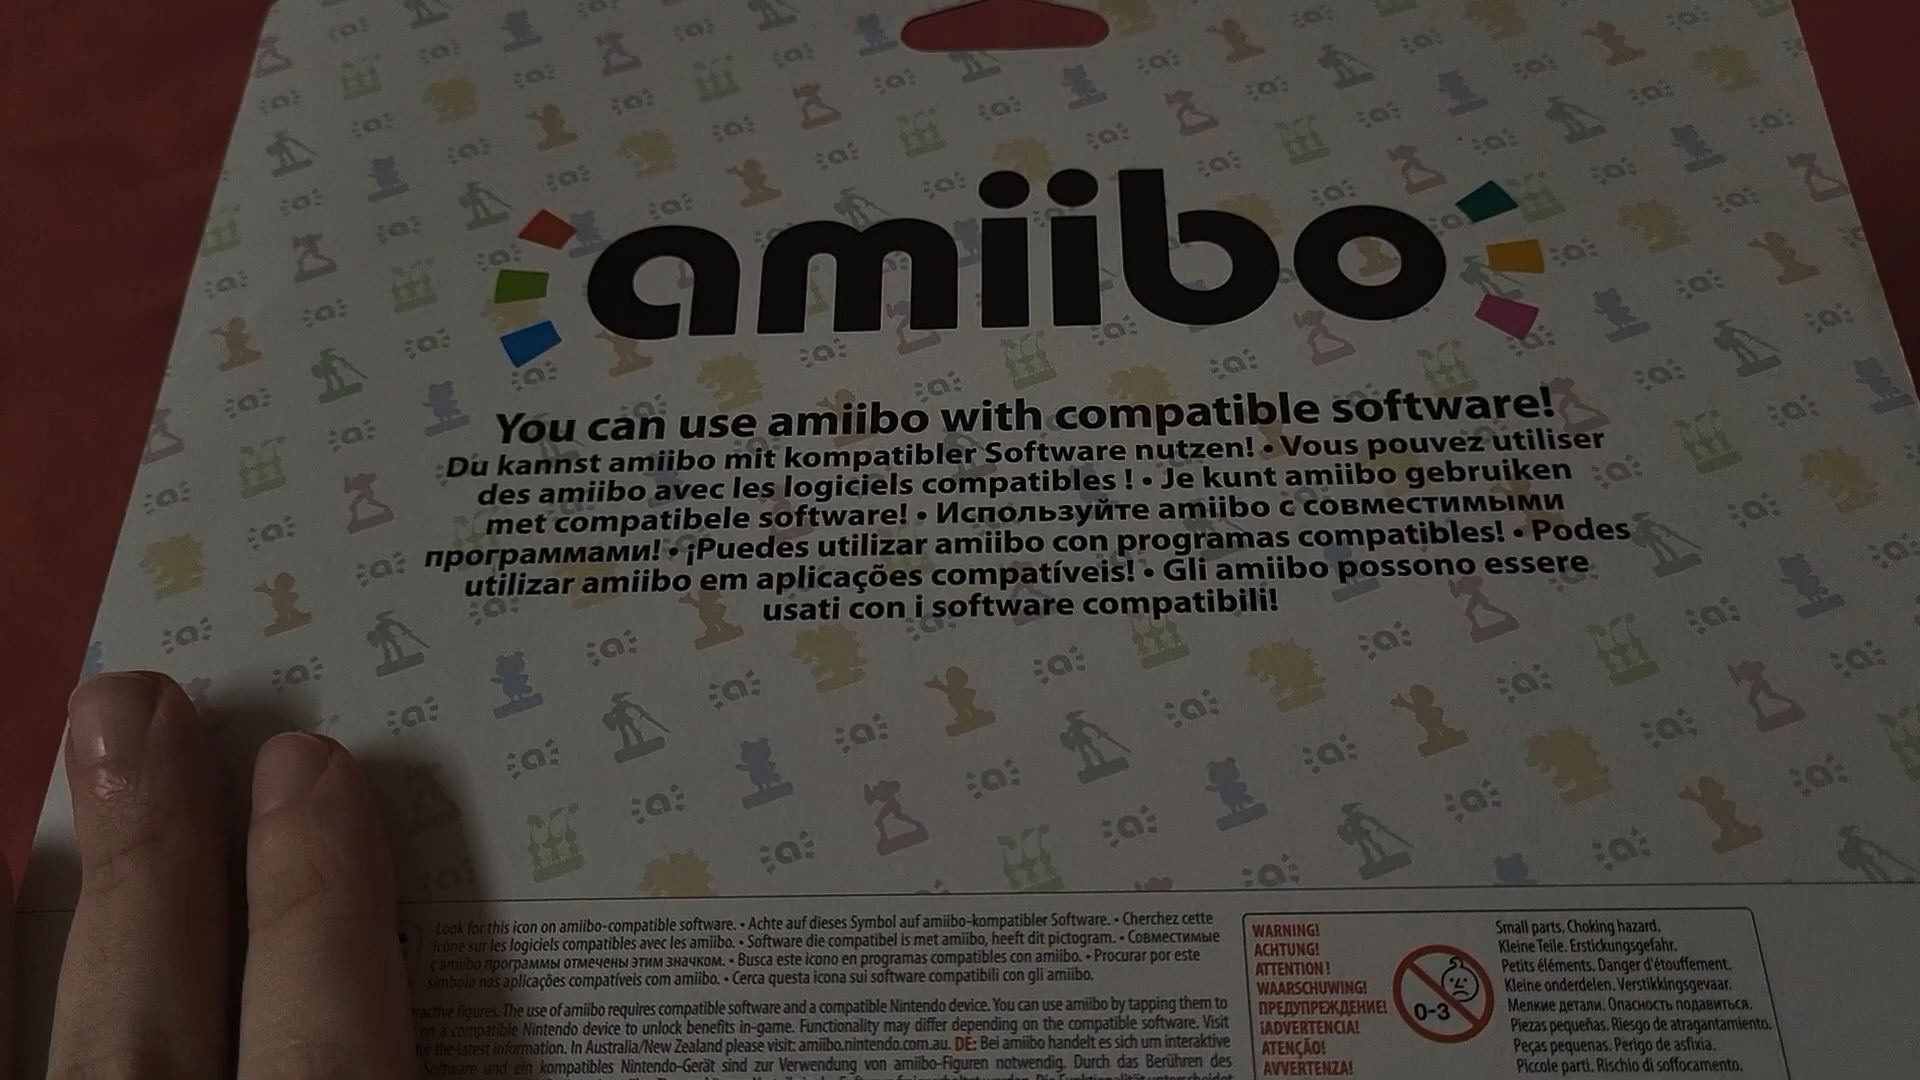 amiibo
You can use amiibo with compatible software!
Du kannst amiibo mit kompatibler Software nutzen! • Vous pouvez utiliser
des amiibo avec les logiciels compatibles ! • Je kunt amiibo gebruiken
met compatibele software! • Используйте amiibo с совместимыми
программами! • ¡Puedes utilizar amiibo con programas compatibles! • Podes
utilizar amiibo em aplicações compatíveis! • Gli amiibo possono essere
usati con i software compatibili!
Look for this icon on amiibo-compatible software. • Achte auf dieses Symbol auf amiibo-kompatibler Software. • Cherchez cette
icône sur les logiciels compatibles avec les amiibo. • Software die compatibel is met amiibo, heeft dit pictogram. • Совместимые
с amiibo программы отмечены этим значком. • Busca este icono en programas compatibles con amiibo. • Procurar por este
símbolo nas aplicações compatíveis com amiibo. • Cerca questa icona sui software compatibili con gli amiibo.
figures. The use of amiibo requires compatible software and a compatible Nintendo device. You can use amiibo by tapping them to
on a compatible Nintendo device to unlock benefits in-game. Functionality may differ depending on the compatible software. Visit
for the latest information. In Australia/New Zealand please visit: amiibo.nintendo.com.au. DE: Bei amiibo handelt es sich um interaktive
Software und ein kompatibles Nintendo-Gerät sind zur Verwendung von amiibo-Figuren notwendig. Durch das Berühren des
WARNING!
ACHTUNG!
ATTENTION !
WAARSCHUWING!
ПРЕДУПРЕЖДЕНИЕ!
¡ADVERTENCIA!
ATENÇÃO!
AVVERTENZA!
0-3
Small parts. Choking hazard.
Kleine Teile. Erstickungsgefahr.
Petits éléments. Danger d'étouffement.
Kleine onderdelen. Verstikkingsgevaar.
Мелкие детали. Опасность подавиться.
Piezas pequeñas. Riesgo de atragantamiento.
Peças pequenas. Perigo de asfixia.
Piccole parti. Rischio di soffocamento.